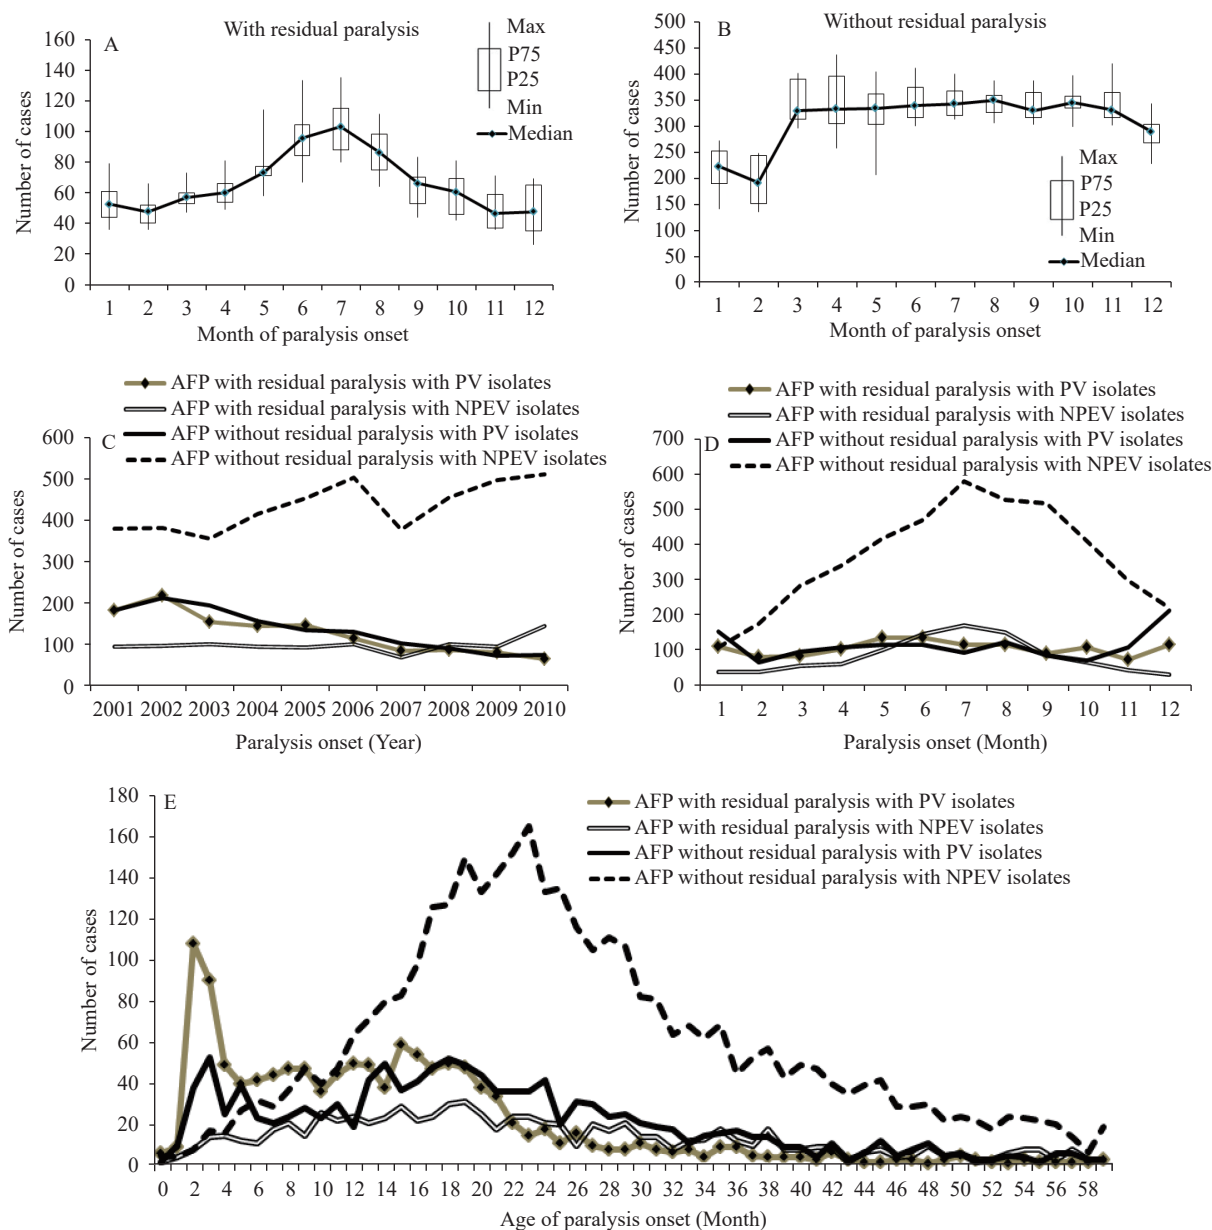 A
With residual paralysis
Max
P75
P25
Min
Median
Number of cases
160
140
120
100
80
60
40
20
0
1 2 3 4 5 6 7 8 9 10 11 12
Month of paralysis onset
B
Without residual paralysis
Number of cases
500
450
400
350
300
250
200
150
100
50
0
Max
P75
P25
Min
Median
1 2 3 4 5 6 7 8 9 10 11 12
Month of paralysis onset
AFP with residual paralysis with PV isolates
AFP with residual paralysis with NPEV isolates
AFP without residual paralysis with PV isolates
AFP without residual paralysis with NPEV isolates
C
Number of cases
600
500
400
300
200
100
0
2001 2002 2003 2004 2005 2006 2007 2008 2009 2010
Paralysis onset (Year)
AFP with residual paralysis with PV isolates
AFP with residual paralysis with NPEV isolates
AFP without residual paralysis with PV isolates
AFP without residual paralysis with NPEV isolates
D
Number of cases
700
600
500
400
300
200
100
0
1 2 3 4 5 6 7 8 9 10 11 12
Paralysis onset (Month)
E
AFP with residual paralysis with PV isolates
AFP with residual paralysis with NPEV isolates
AFP without residual paralysis with PV isolates
AFP without residual paralysis with NPEV isolates
Number of cases
180
160
140
120
100
80
60
40
20
0
0 2 4 6 8 10 12 14 16 18 20 22 24 26 28 30 32 34 36 38 40 42 44 46 48 50 52 54 56 58
Age of paralysis onset (Month)